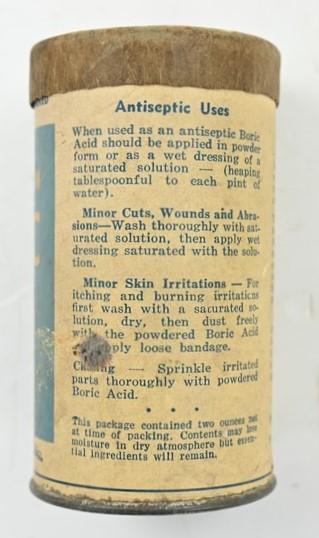 Antiseptic Uses
When used as an antiseptic Boric
Acid should be applied in powder
form or as a wet dressing of a
saturated solution — (heaping
tablespoonful to each pint of
water).
Minor Cuts, Wounds and Abra-
sions—Wash thoroughly with sat-
urated solution, then apply wet
dressing saturated with the solu-
tion.
Minor Skin Irritations — For
itching and burning irritations
first wash with a sacurated so-
lution, dry, then dust freely
with the powdered Boric Acid
loose bandage.
— Sprinkle irritated
parts thoroughly with powdered
Boric Acid.
This package contained two ounces net
at time of packing. Contents may lose
moisture in dry atmosphere but essen-
tial ingredients will remain.